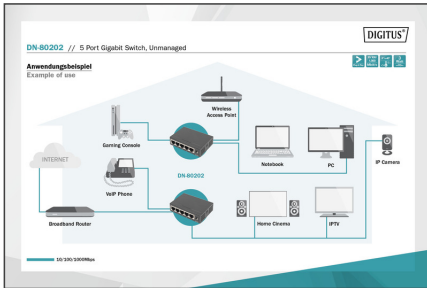 DIGITUS®
DN-80202 // 5 Port Gigabit Switch, Unmanaged
Anwendungsbeispiel
Example of use
Wireless
Access Point
Gaming Console
INTERNET
Notebook
PC
IP Camera
DN-80202
VoIP Phone
Broadband Router
Home Cinema
IPTV
10/100/1000Mbps